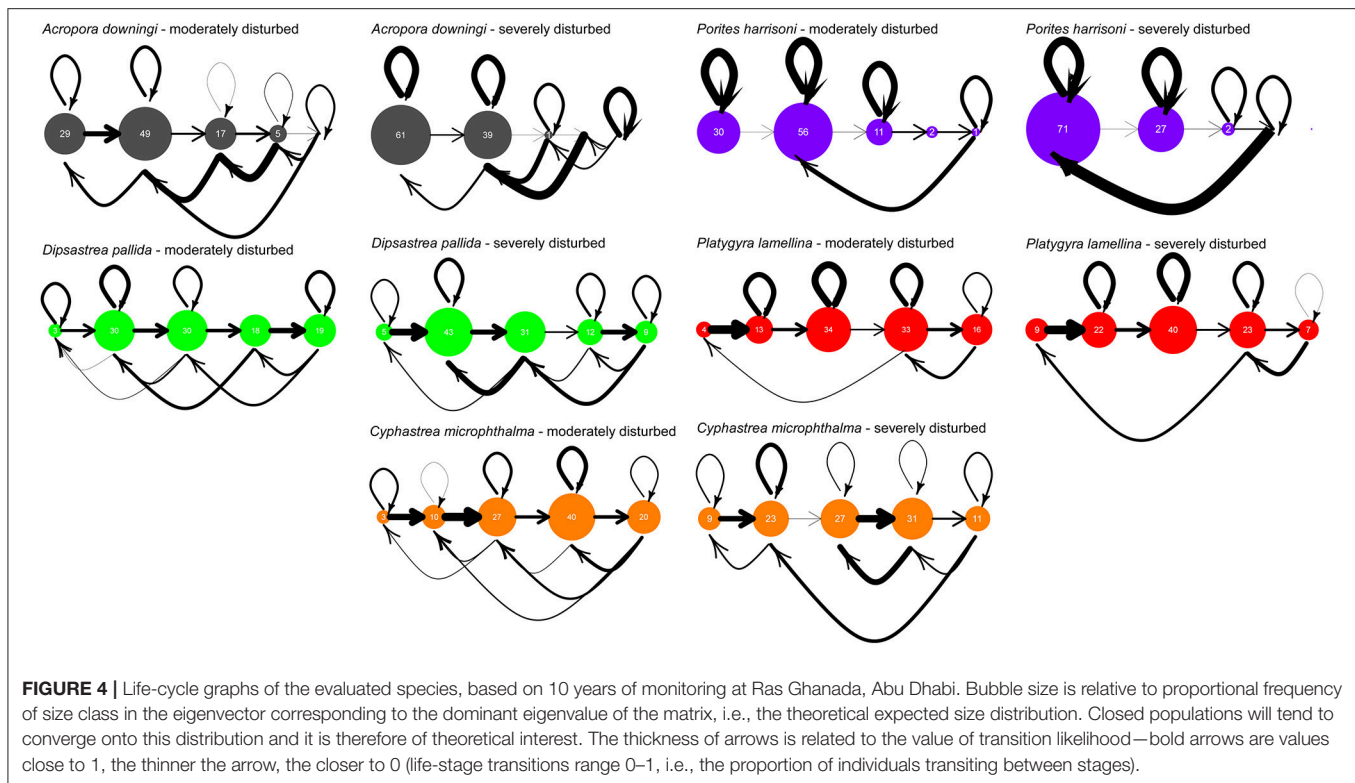 Acropora downingi - moderately disturbed
29 49 17 5
Acropora downingi - severely disturbed
61 39 1
Porites harrisoni - moderately disturbed
30 56 11 2 1
Porites harrisoni - severely disturbed
71 27 2
Dipsastrea pallida - moderately disturbed
3 30 30 18 19
Dipsastrea pallida - severely disturbed
43 31 12 9
Platygyra lamellina - moderately disturbed
4 13 34 33 16
Platygyra lamellina - severely disturbed
9 22 40 23 7
Cyphastrea microphthalma - moderately disturbed
3 10 27 40 20
Cyphastrea microphthalma - severely disturbed
9 23 27 31 11
FIGURE 4 | Life-cycle graphs of the evaluated species, based on 10 years of monitoring at Ras Ghanada, Abu Dhabi. Bubble size is relative to proportional frequency
of size class in the eigenvector corresponding to the dominant eigenvalue of the matrix, i.e., the theoretical expected size distribution. Closed populations will tend to
converge onto this distribution and it is therefore of theoretical interest. The thickness of arrows is related to the value of transition likelihood—bold arrows are values
close to 1, the thinner the arrow, the closer to 0 (life-stage transitions range 0–1, i.e., the proportion of individuals transiting between stages).